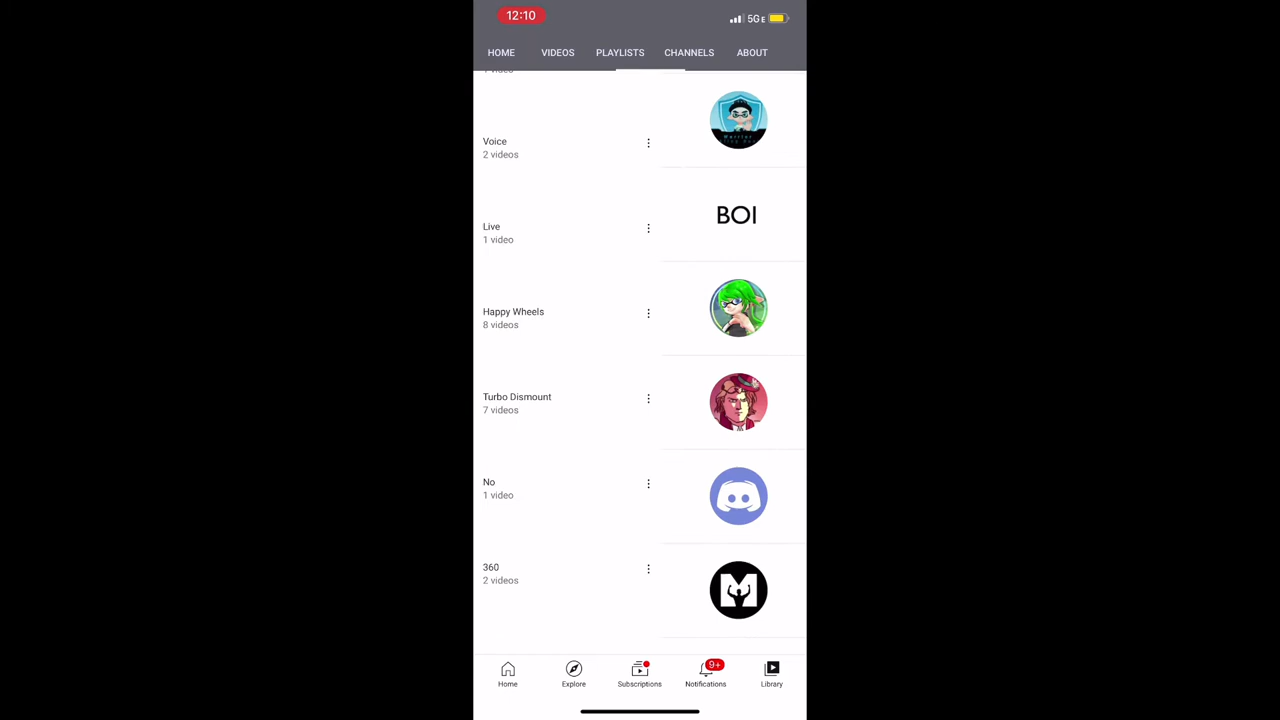 12:10
5GE
HOME VIDEOS PLAYLISTS CHANNELS ABOUT
Voice
2 videos
BOI
Live
1 video
Happy Wheels
8 videos
Turbo Dismount
7 videos
No
1 video
360
2 videos
M
9+
Home Explore Subscriptions Notifications Library